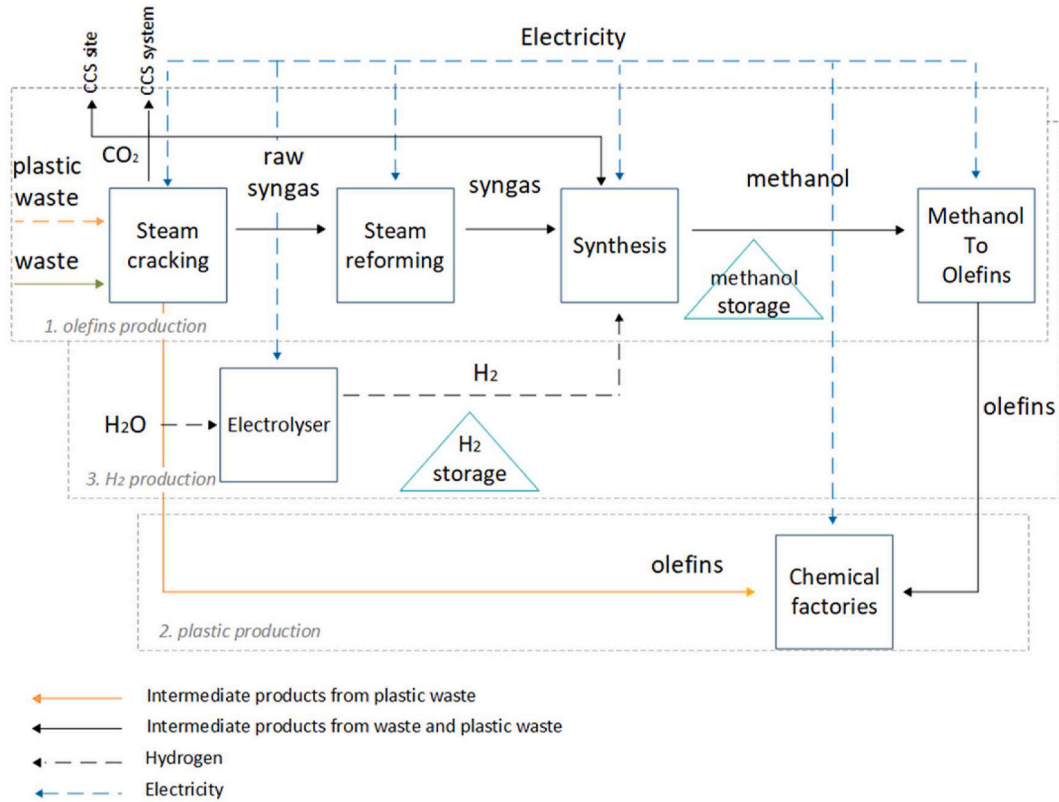 Electricity
CCS site
CCS system
CO₂
raw
syngas
syngas
methanol
plastic
waste
waste
Steam
cracking
Steam
reforming
Synthesis
Methanol
To
Olefins
methanol
storage
1. olefins production
H₂
olefins
H₂O
Electrolyser
H₂
storage
3. H₂ production
olefins
Chemical
factories
2. plastic production
Intermediate products from plastic waste
Intermediate products from waste and plastic waste
Hydrogen
Electricity